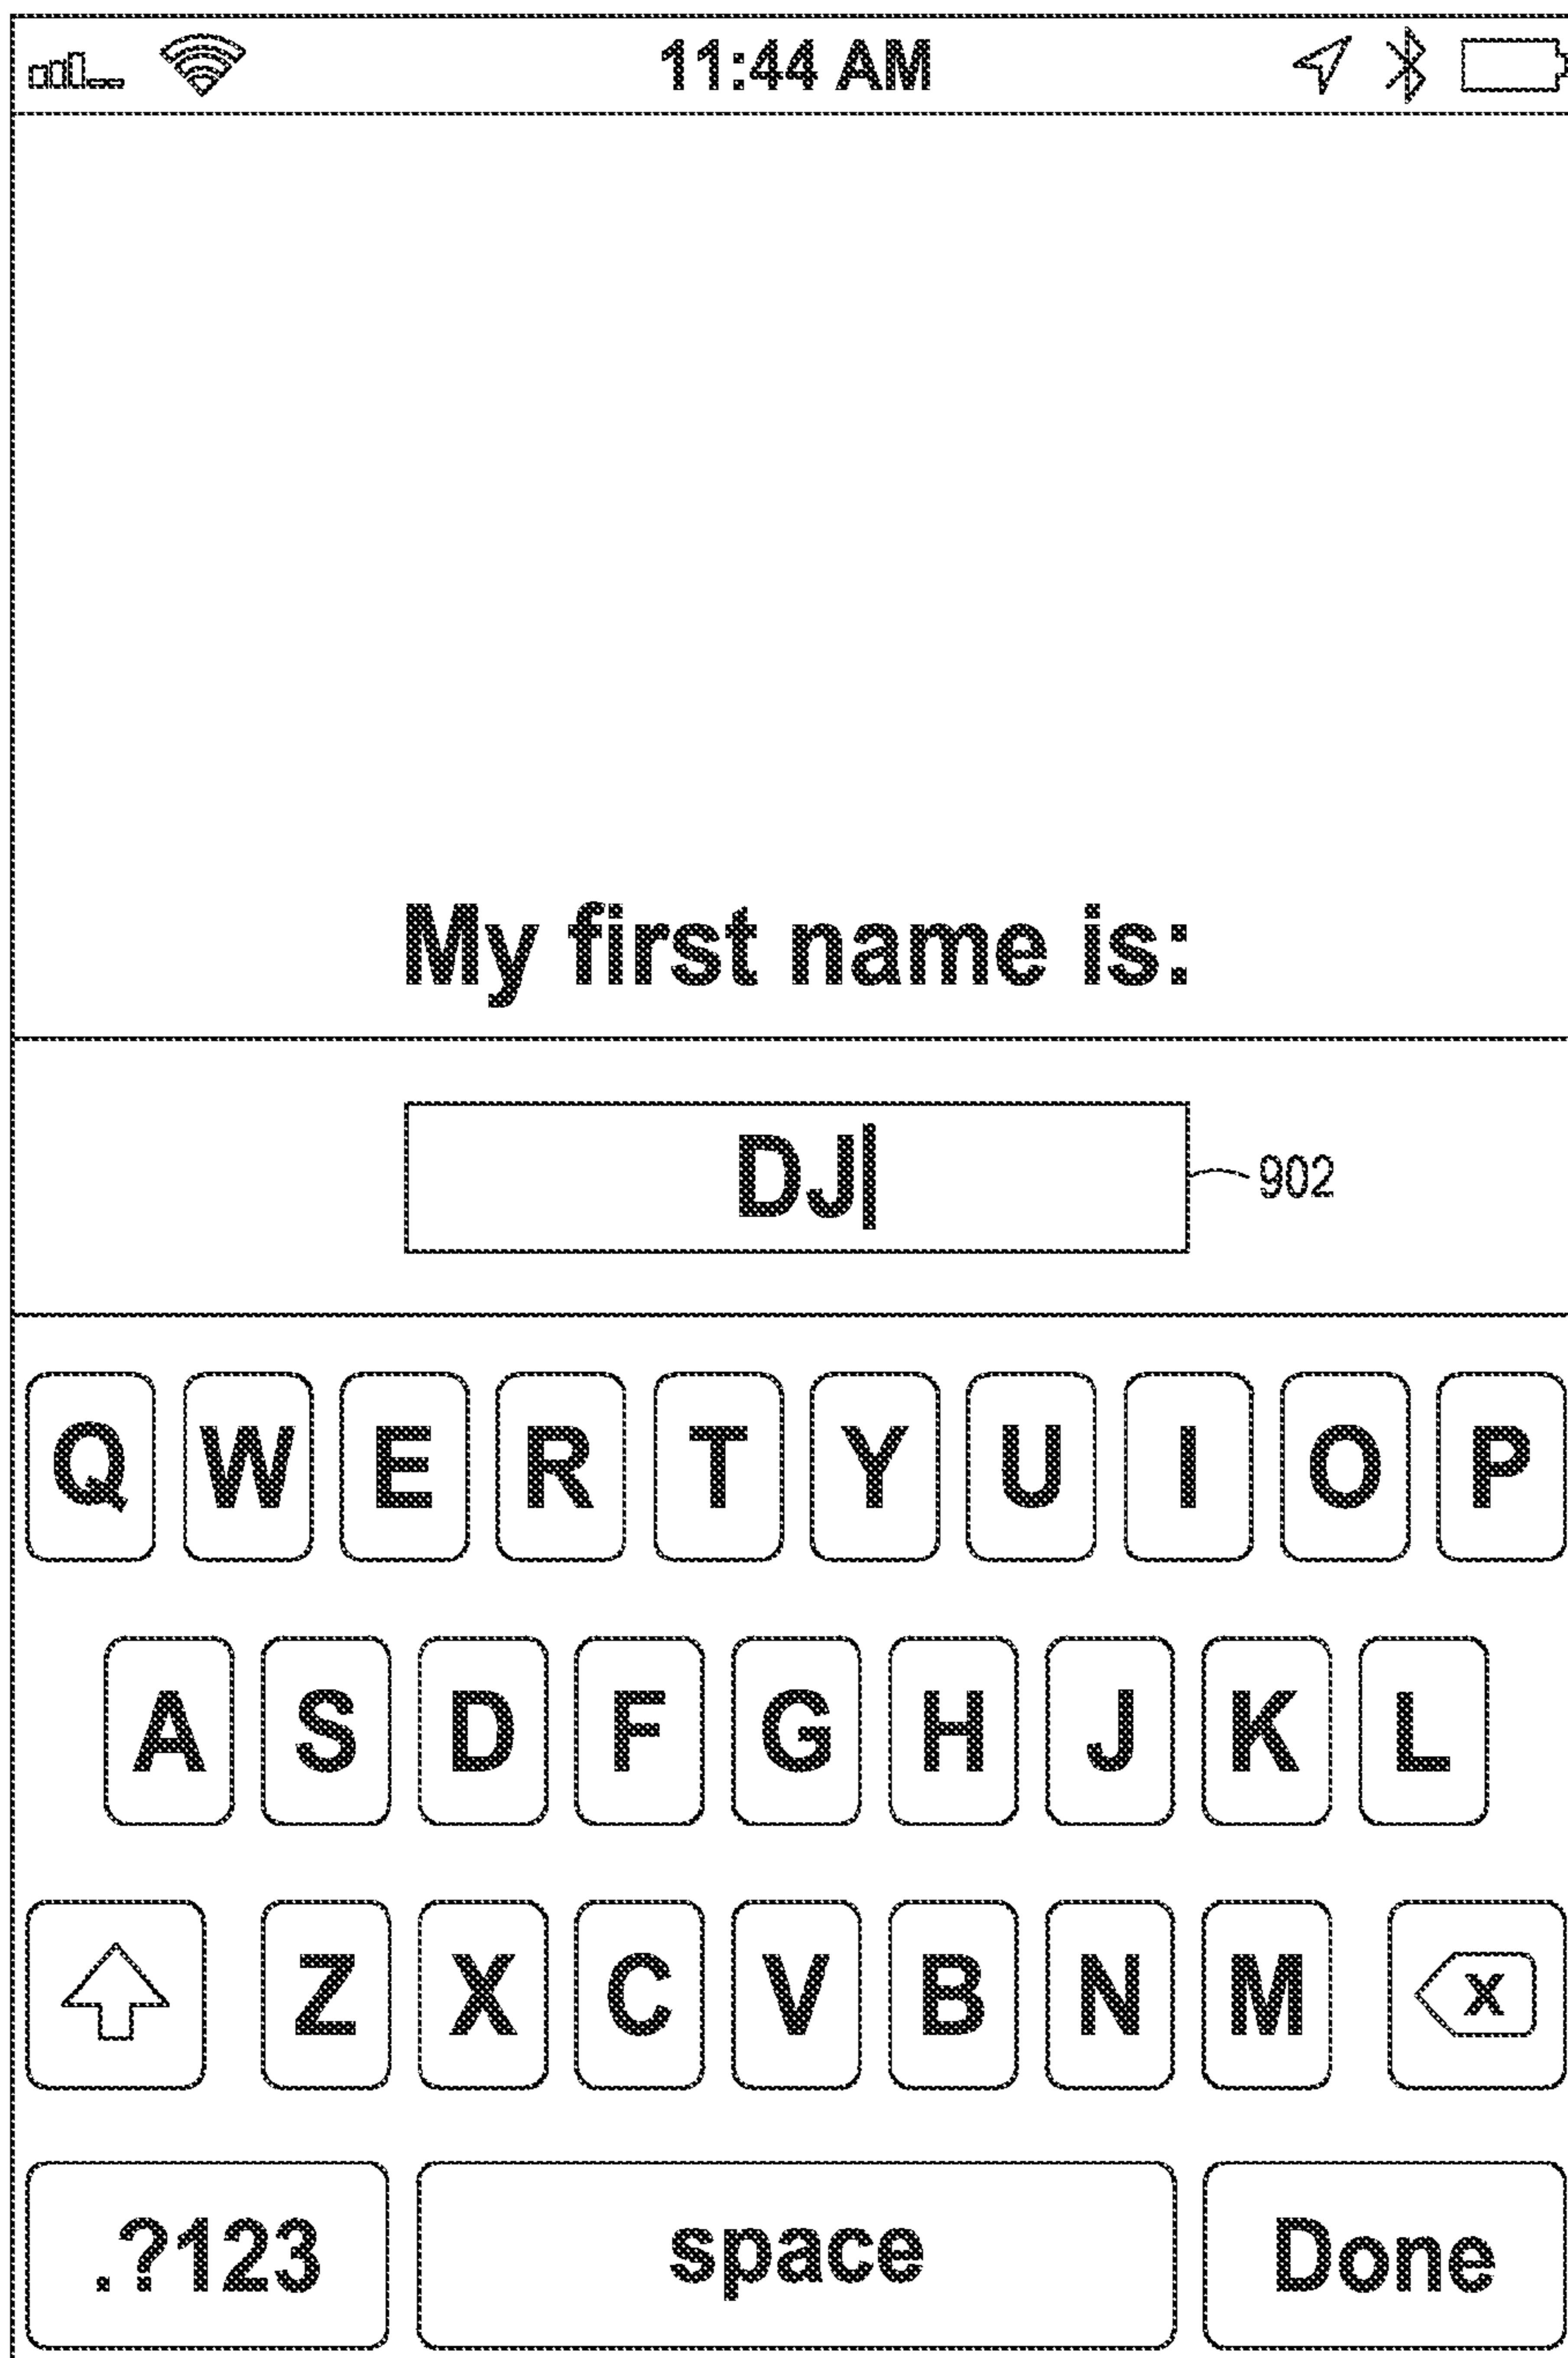 11:44 AM
My first name is:
DJ
902
Q W E R T Y U I O P
A S D F G H J K L
Z X C V B N M X
.?123 space Done